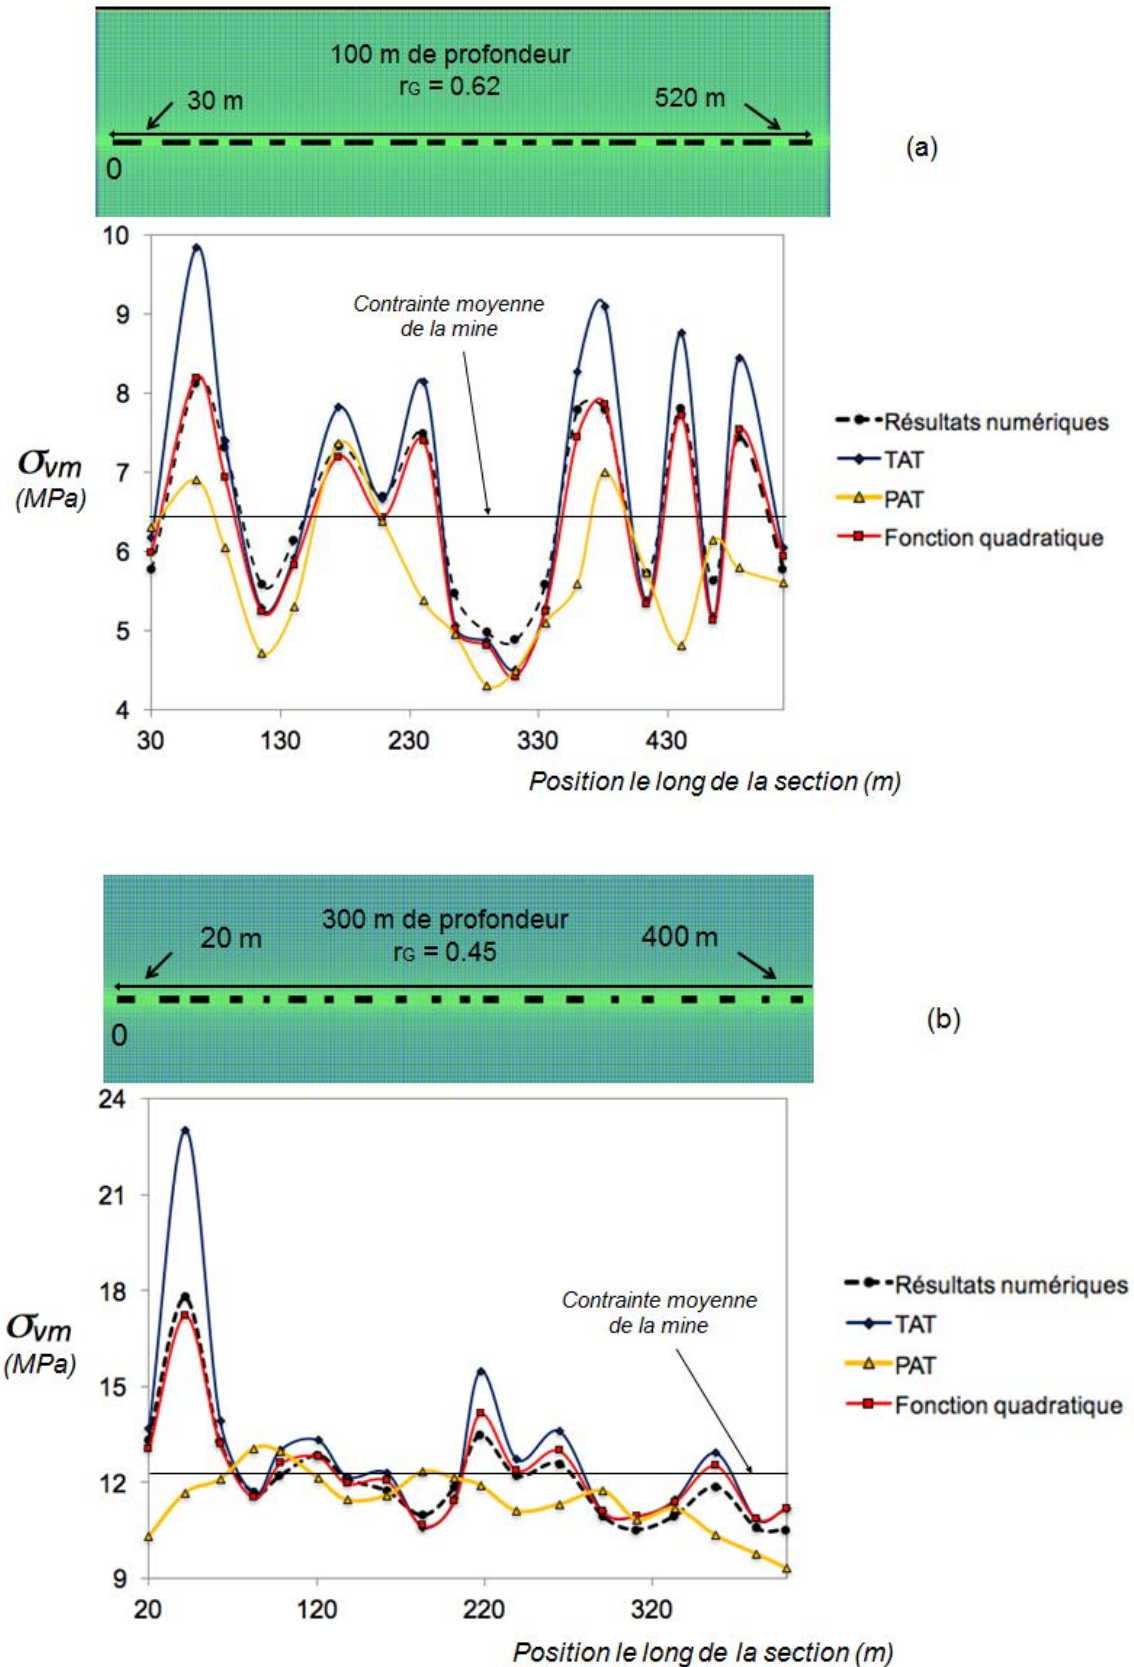 100 m de profondeur
rG = 0.62
30 m
520 m
0
(a)
10
9
8
7
6
5
4
σvm
(MPa)
Contrainte moyenne
de la mine
Résultats numériques
TAT
PAT
Fonction quadratique
30 130 230 330 430
Position le long de la section (m)
300 m de profondeur
rG = 0.45
20 m
400 m
0
(b)
24
21
18
15
12
9
σvm
(MPa)
Contrainte moyenne
de la mine
Résultats numériques
TAT
PAT
Fonction quadratique
20 120 220 320
Position le long de la section (m)